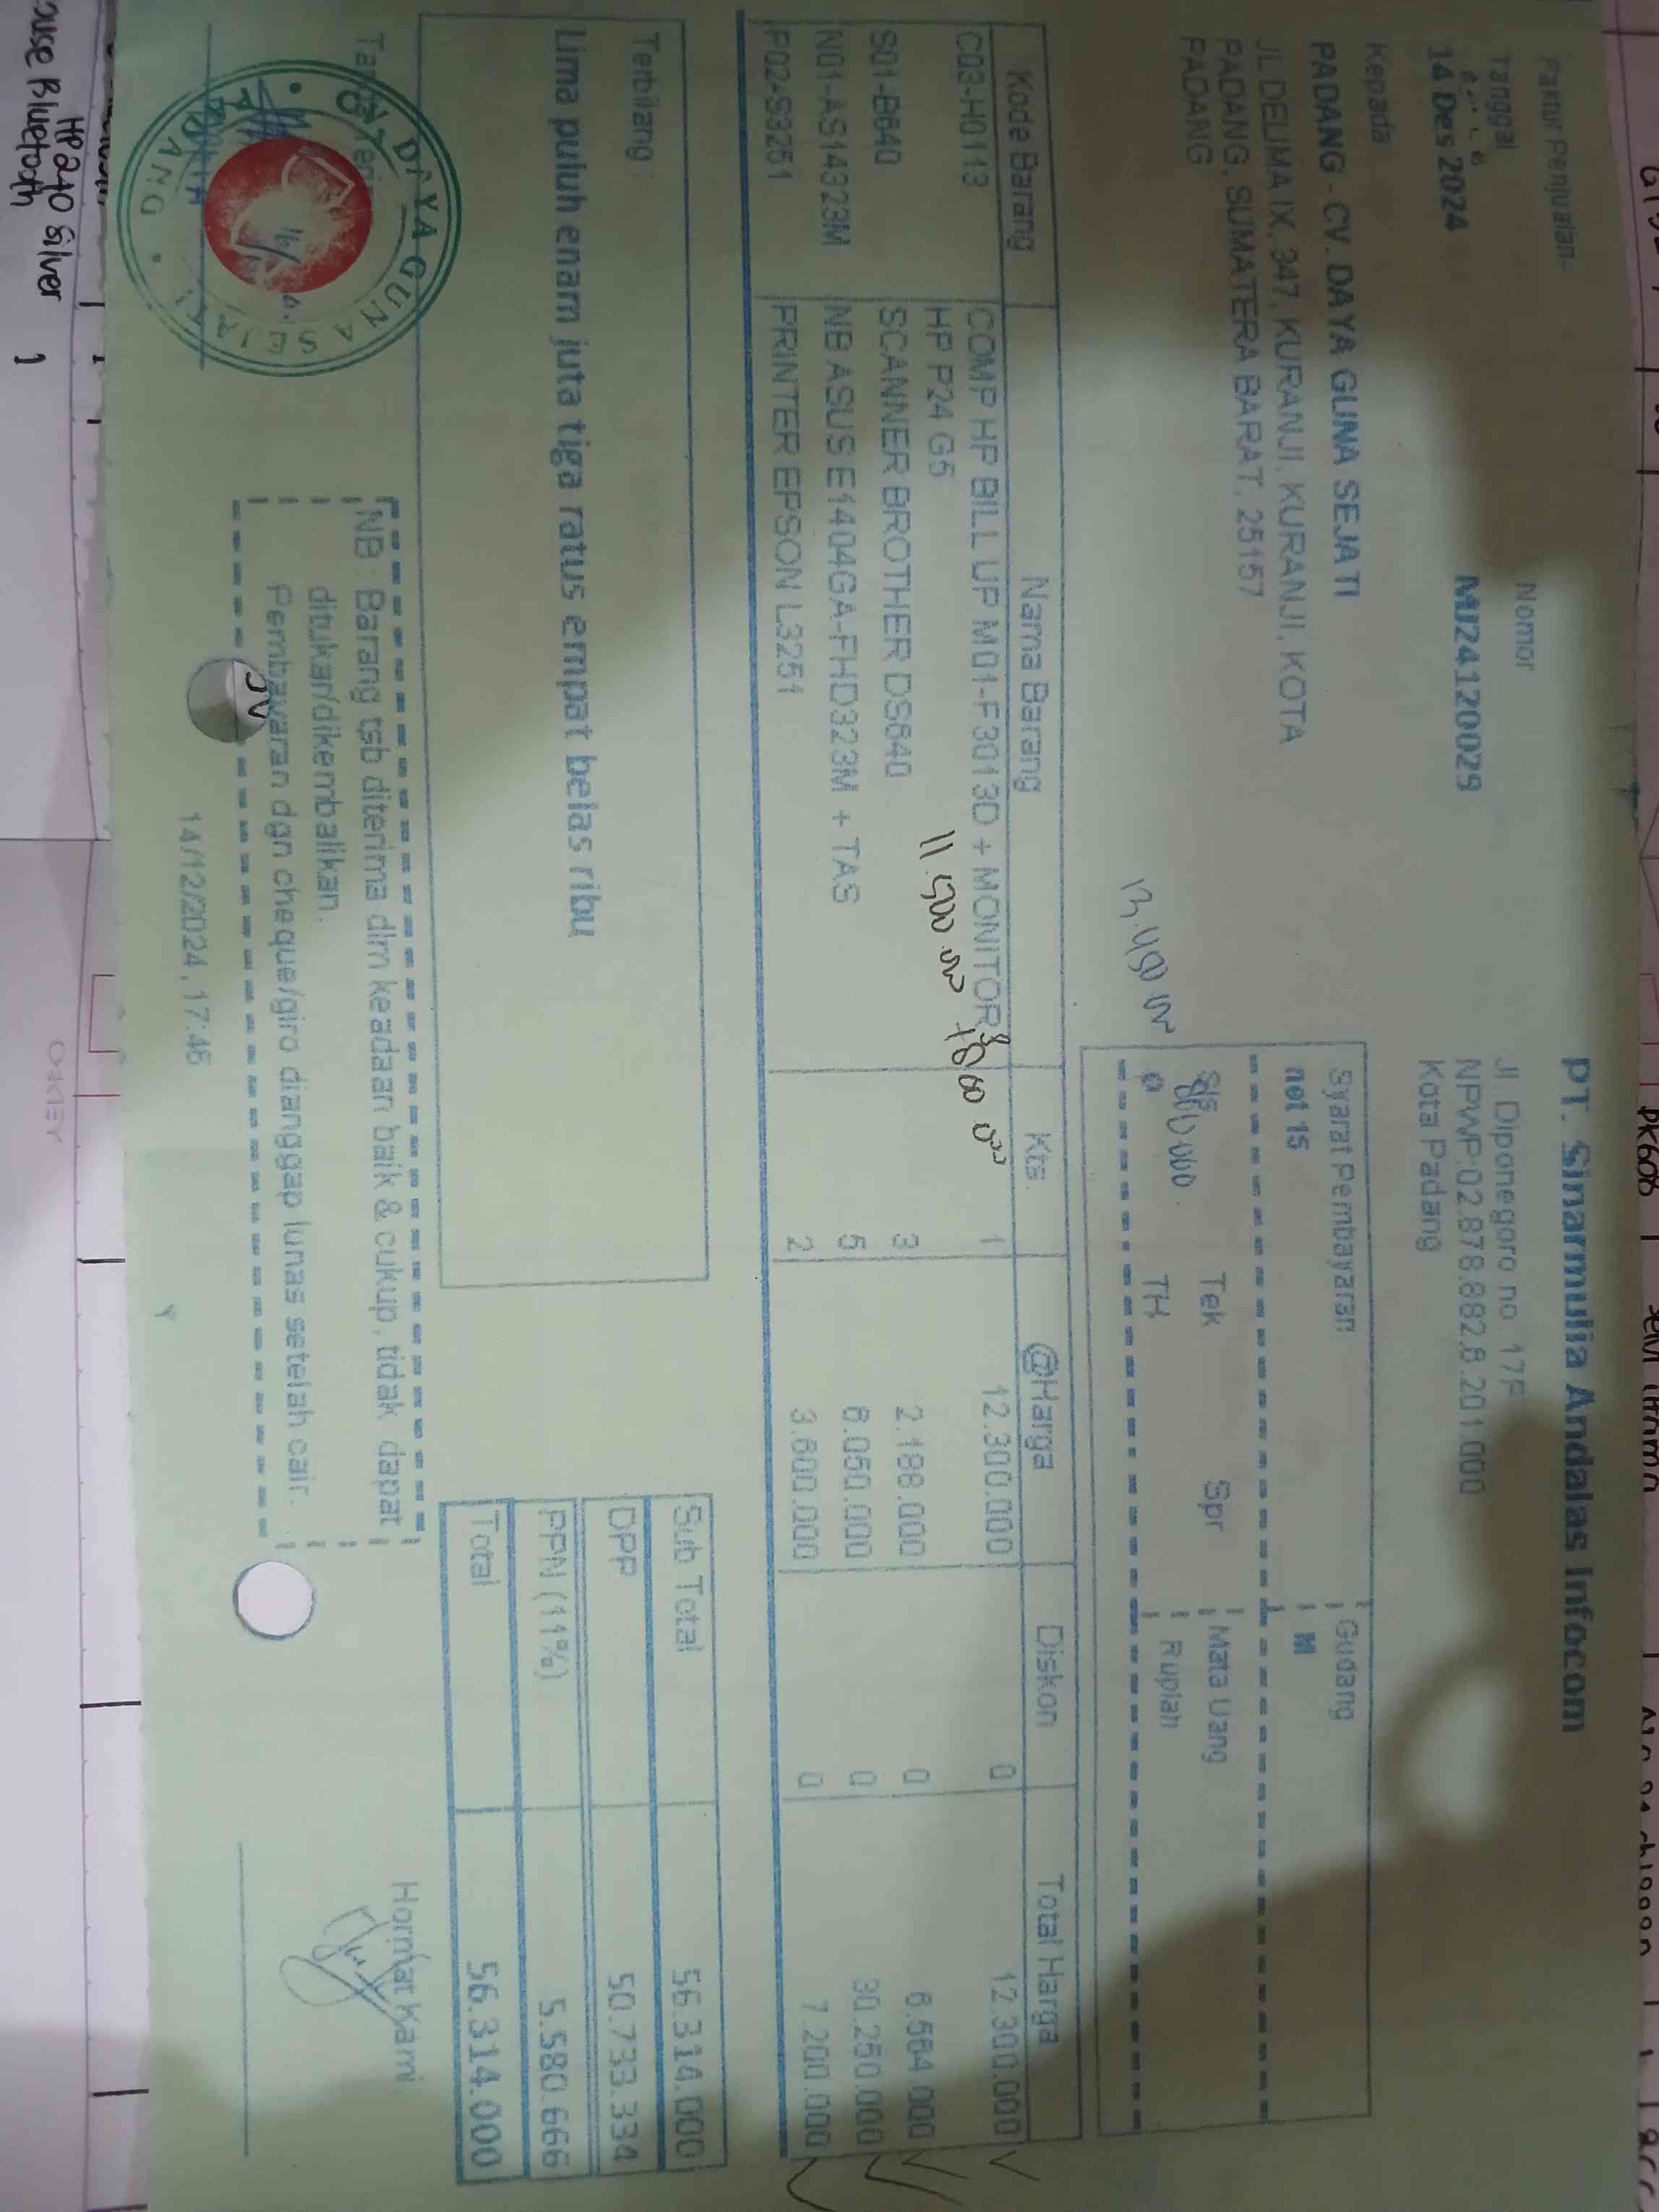 Faktur Penjualan-
Tanggal Nomor
14 Des 2024 MJ24120029
Kepada
PADANG - CV. DAYA GUNA SEJATI
JL DELIMA IX, 347, KURANJI, KURANJI, KOTA
PADANG, SUMATERA BARAT, 25157
PADANG
PT. Sinarmulia Andalas Infocom
Jl. Diponegoro no. 17F
NPWP:02.878.882.8.201.000
Kota Padang
Syarat Pembayaran Gudang
net 15 M
Tek Spr Mata Uang
TH Rupiah
13.450
Kode Barang Nama Barang Kts. @Harga Diskon Total Harga
C03-H0113 COMP HP BILL UP M01-F3013D + MONITOR 1 12.300.000 0 12.300.000
HP P24 G5
11.500
S01-B640 SCANNER BROTHER DS640 3 2.188.000 0 6.564.000
N01-AS14323M NB ASUS E1404GA-FHD323M + TAS 5 6.050.000 0 30.250.000
P02-S3251 PRINTER EPSON L3251 2 3.600.000 0 7.200.000
Terbilang :
Lima puluh enam juta tiga ratus empat belas ribu
Sub Total 56.314.000
DPP 50.733.334
PPN (11%) 5.580.666
Total 56.314.000
NB : Barang tsb diterima dlm keadaan baik & cukup, tidak dapat
ditukar/dikembalikan.
Pembayaran dgn cheque/giro dianggap lunas setelah cair.
Hormat Kami
DAYA GUNA SEJATI
PADANG
14/12/2024, 17:46
HP 240 Silver
Bluetooth 1